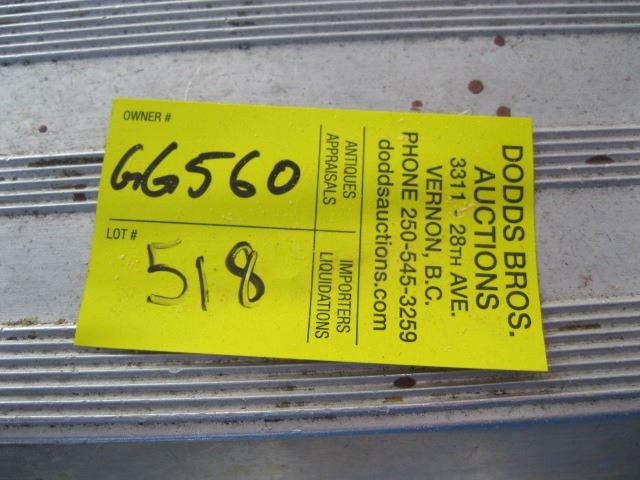 DODDS BROS.
AUCTIONS
3311 - 28TH AVE.
VERNON, B.C.
PHONE 250-545-3259
doddsauctions.com
ANTIQUES
APPRAISALS
IMPORTERS
LIQUIDATIONS
OWNER #
GG560
LOT #
518